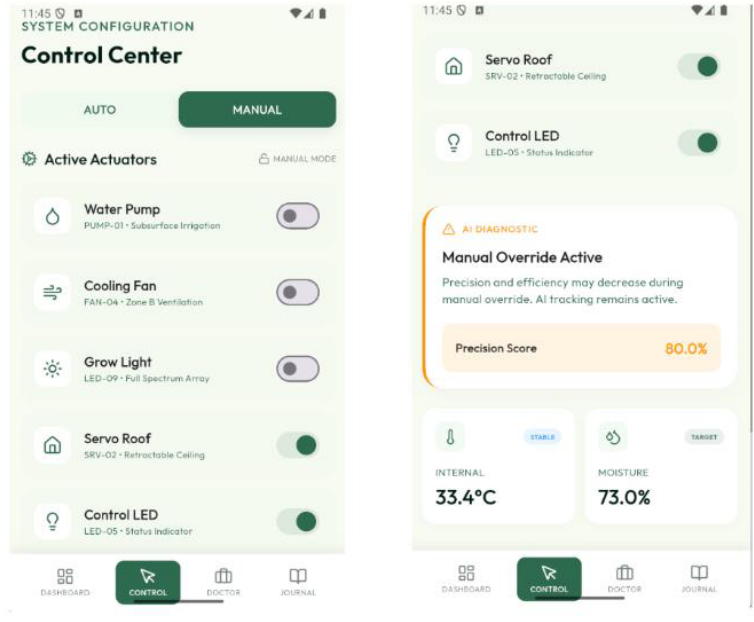 11:45
SYSTEM CONFIGURATION
Control Center
AUTO
MANUAL
Active Actuators
MANUAL MODE
Water Pump
PUMP-01 • Subsurface Irrigation
Cooling Fan
FAN-04 • Zone B Ventilation
Grow Light
LED-09 • Full Spectrum Array
Servo Roof
SRV-02 • Retractable Ceiling
Control LED
LED-05 • Status Indicator
DASHBOARD
CONTROL
DOCTOR
JOURNAL
11:45
Servo Roof
SRV-02 • Retractable Ceiling
Control LED
LED-05 • Status Indicator
AI DIAGNOSTIC
Manual Override Active
Precision and efficiency may decrease during
manual override. AI tracking remains active.
Precision Score
80.0%
STABLE
INTERNAL
33.4°C
TARGET
MOISTURE
73.0%
DASHBOARD
CONTROL
DOCTOR
JOURNAL